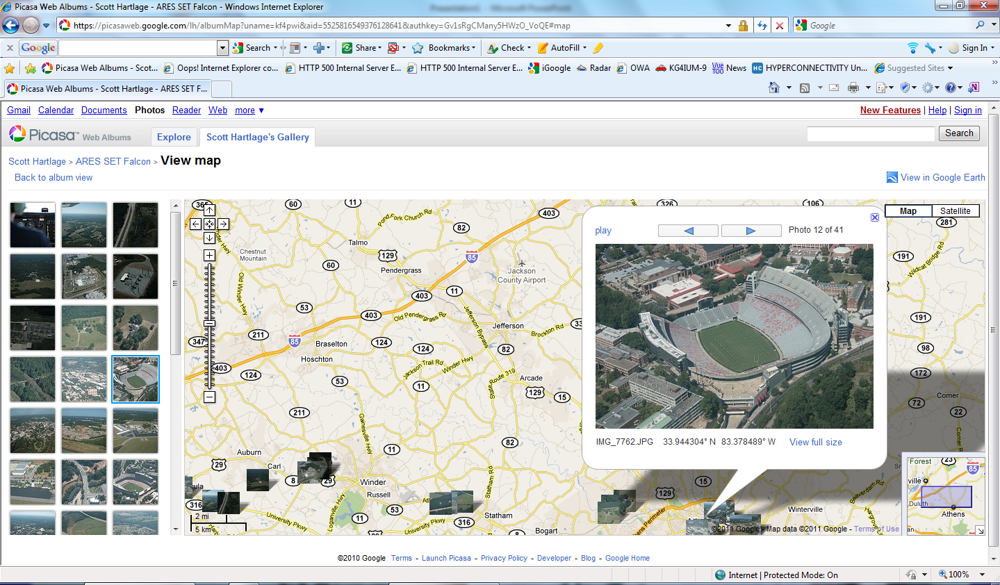 Picasa Web Albums - Scott Hartlage - ARES SET Falcon - Windows Internet Explorer
https://picasaweb.google.com/lh/albumMap?uname=kf4pwi&aid=5525816549376128641&authkey=Gv1sRgCMany5HWzO_VoQE#map
Google
x Google Search Share Bookmarks Check AutoFill Sign In
Picasa Web Albums - Scot... Oops! Internet Explorer co... HTTP 500 Internal Server E... HTTP 500 Internal Server E... iGoogle Radar OWA KG4IUM-9 News HYPERCONNECTIVITY Un... Suggested Sites
Picasa Web Albums - Scott Hartlage - ARES SET F...
Gmail Calendar Documents Photos Reader Web more ▼ New Features | Help | Sign in
Picasa™ Web Albums Explore Scott Hartlage's Gallery Search
Scott Hartlage > ARES SET Falcon > View map
Back to album view View in Google Earth
Map Satellite
play Photo 12 of 41
IMG_7762.JPG 33.944304° N 83.378489° W View full size
365 60 11 403 326 106
Pond Fork Church Rd
82 281
Talmo
129
Chestnut
Mountain
85
191
Wildcat Bridge Rd
60
Pendergrass
Jackson
County Airport
Old Winder Hwy
403 11
53
403
Old Pendergrass Rd
Jefferson Bypass
Jefferson
Brockton Rd
191
211 85
347
Braselton
124 124 82
98
Hoschton
403
Jackson Trail Rd
Winder Hwy
124
53 11
State Route 319
Arcade
129 15
172
72
Comer
22
211
Gainesville Hwy
82
11
Auburn
29
Carl
8 29
Winder
Russell
Statham Rd
15
129
316
53
Loganville Hwy
University Pkwy
11
University Pkwy
316
Statham
8
Bogart
Winterville
Beaverdam Rd
2 mi
5 km
©2011 Google - Map data ©2011 Google - Terms of Use
Forest 23
85
ville
Duluth
Athens
©2010 Google Terms - Launch Picasa - Privacy Policy - Developer - Blog - Google Home
Internet | Protected Mode: On 100%